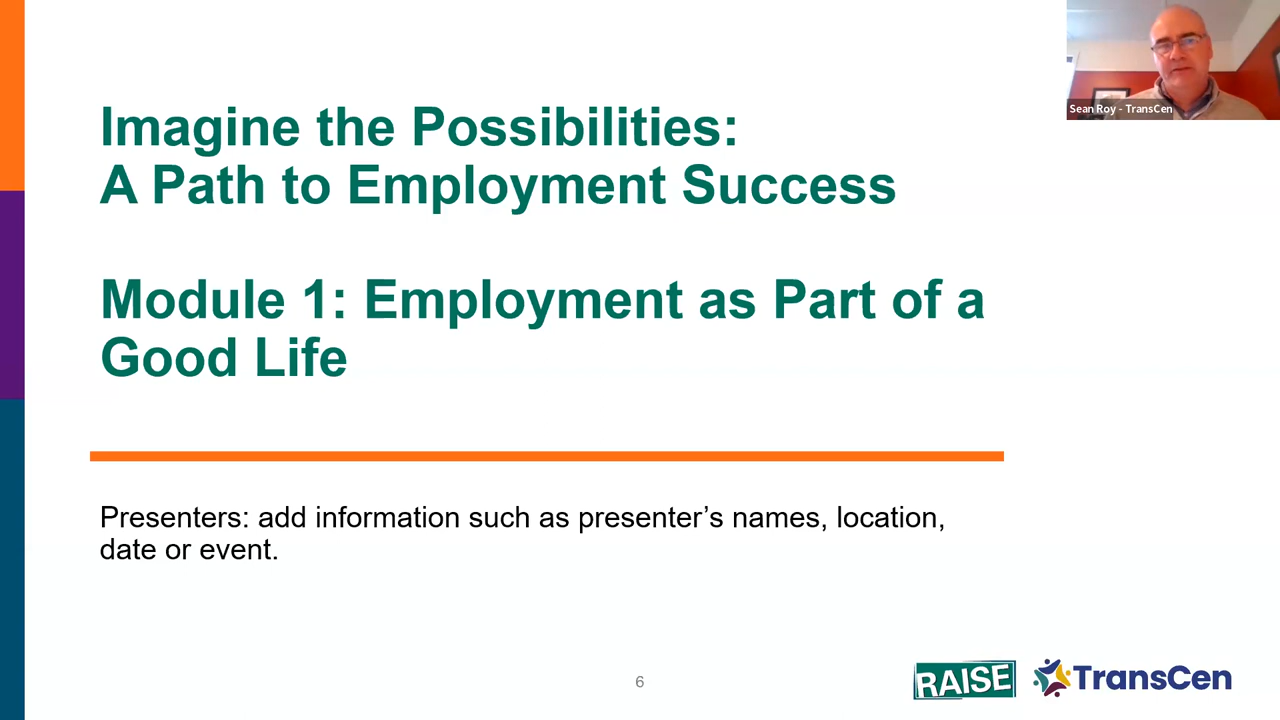 Sean Roy - TransCen
Imagine the Possibilities:
A Path to Employment Success
Module 1: Employment as Part of a
Good Life
Presenters: add information such as presenter’s names, location,
date or event.
6
RAISE
TransCen